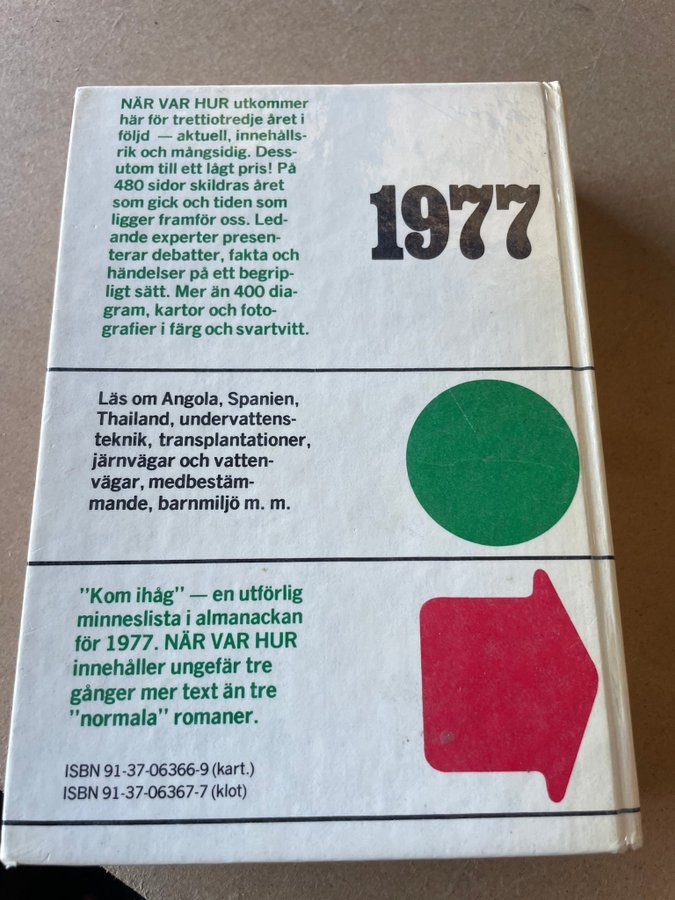 NÄR VAR HUR utkommer
här för trettiotredje året i
följd — aktuell, innehålls-
rik och mångsidig. Dess-
utom till ett lågt pris! På
480 sidor skildras året
som gick och tiden som
ligger framför oss. Led-
ande experter presen-
terar debatter, fakta och
händelser på ett begrip-
ligt sätt. Mer än 400 dia-
gram, kartor och foto-
grafier i färg och svartvitt.
1977
Läs om Angola, Spanien,
Thailand, undervattens-
teknik, transplantationer,
järnvägar och vatten-
vägar, medbestäm-
mande, barnmiljö m. m.
"Kom ihåg" — en utförlig
minneslista i almanackan
för 1977. NÄR VAR HUR
innehåller ungefär tre
gånger mer text än tre
"normala" romaner.
ISBN 91-37-06366-9 (kart.)
ISBN 91-37-06367-7 (klot)